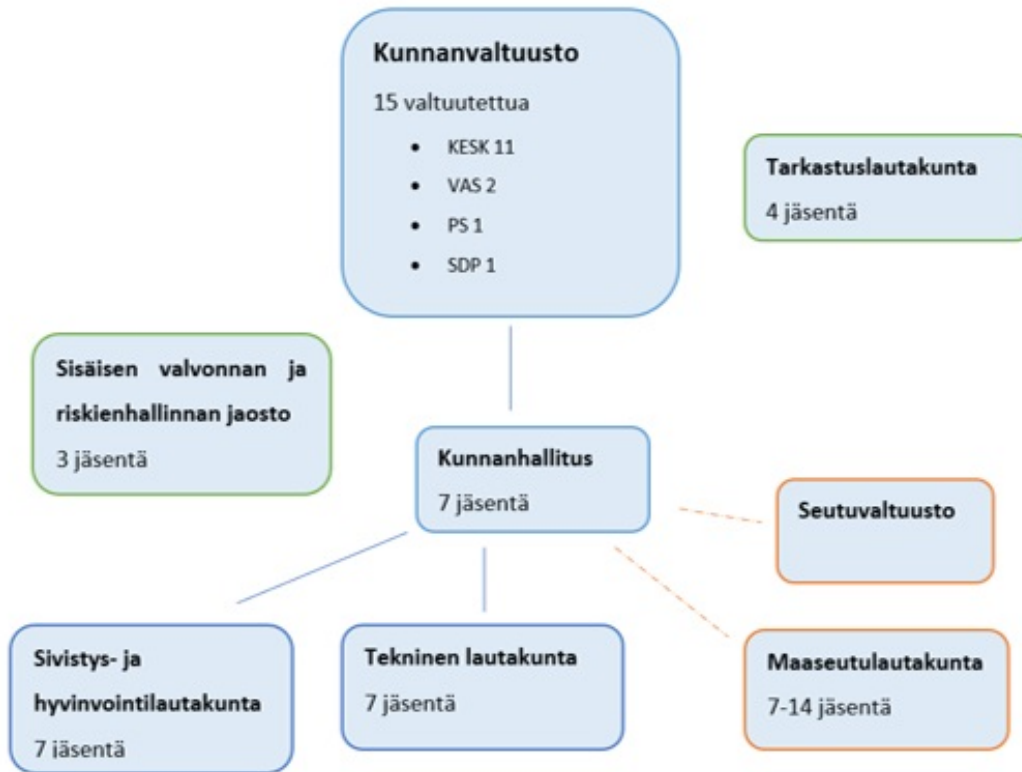 Kunnanvaltuusto
15 valtuutettua
• KESK 11
• VAS 2
• PS 1
• SDP 1
Tarkastuslautakunta
4 jäsentä
Sisäisen valvonnan ja
riskienhallinnan jaosto
3 jäsentä
Kunnanhallitus
7 jäsentä
Seutuvaltuusto
Sivistys- ja
hyvinvointilautakunta
7 jäsentä
Tekninen lautakunta
7 jäsentä
Maaseutulautakunta
7-14 jäsentä